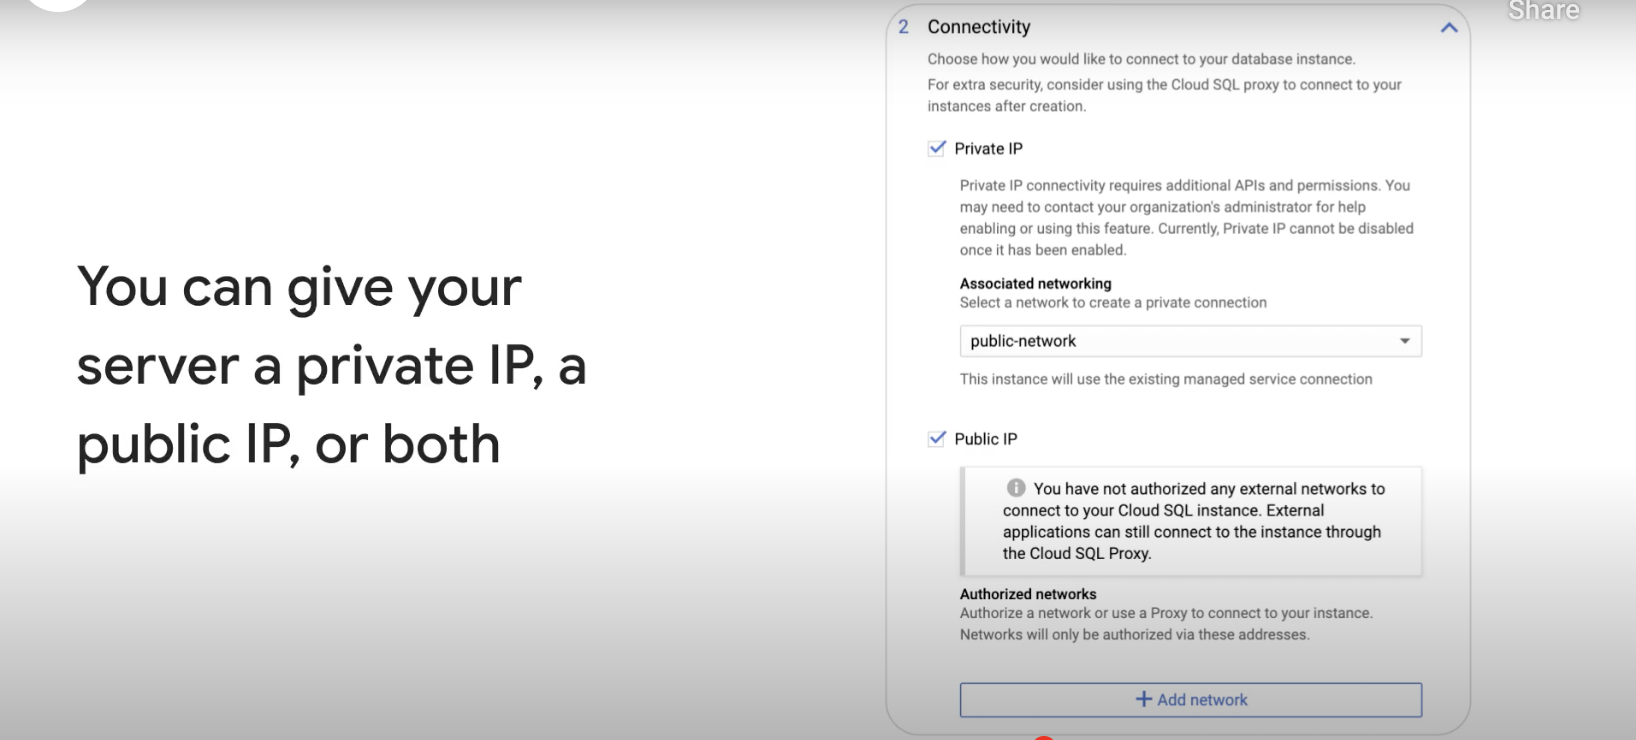 Share
You can give your
server a private IP, a
public IP, or both
2 Connectivity
Choose how you would like to connect to your database instance.
For extra security, consider using the Cloud SQL proxy to connect to your
instances after creation.
Private IP
Private IP connectivity requires additional APIs and permissions. You
may need to contact your organization's administrator for help
enabling or using this feature. Currently, Private IP cannot be disabled
once it has been enabled.
Associated networking
Select a network to create a private connection
public-network
This instance will use the existing managed service connection
Public IP
You have not authorized any external networks to
connect to your Cloud SQL instance. External
applications can still connect to the instance through
the Cloud SQL Proxy.
Authorized networks
Authorize a network or use a Proxy to connect to your instance.
Networks will only be authorized via these addresses.
+ Add network